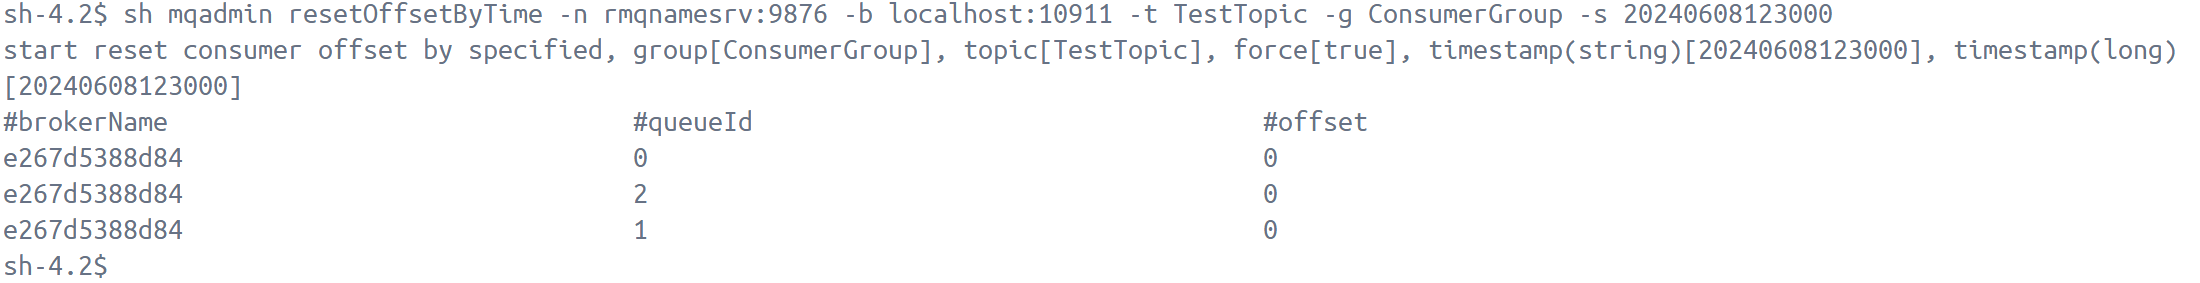 sh-4.2$ sh mqadmin resetOffsetByTime -n rmqnamesrv:9876 -b localhost:10911 -t TestTopic -g ConsumerGroup -s 20240608123000
start reset consumer offset by specified, group[ConsumerGroup], topic[TestTopic], force[true], timestamp(string)[20240608123000], timestamp(long)
[20240608123000]
#brokerName #queueId #offset
e267d5388d84 0 0
e267d5388d84 2 0
e267d5388d84 1 0
sh-4.2$